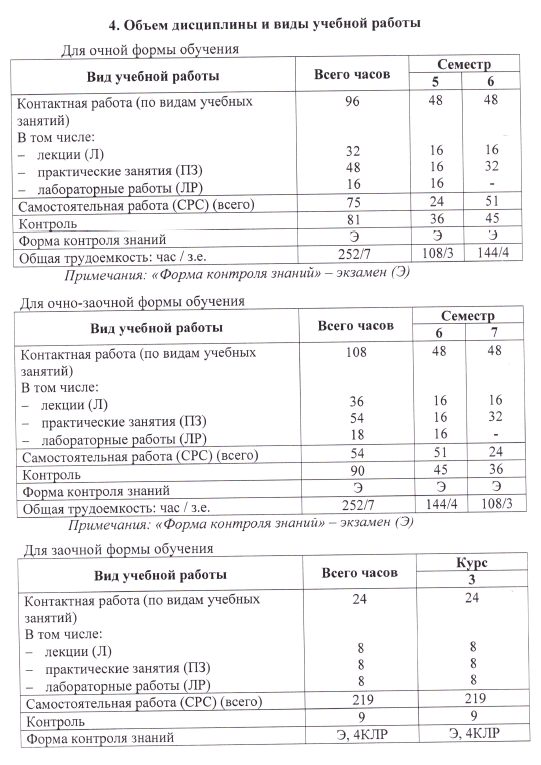 4. Объем дисциплины и виды учебной работы
Для очной формы обучения
Вид учебной работы Всего часов Семестр
5 6
Контактная работа (по видам учебных занятий) 96 48 48
В том числе:
– лекции (Л) 32 16 16
– практические занятия (ПЗ) 48 16 32
– лабораторные работы (ЛР) 16 16 -
Самостоятельная работа (СРС) (всего) 75 24 51
Контроль 81 36 45
Форма контроля знаний Э Э Э
Общая трудоемкость: час / з.е. 252/7 108/3 144/4
Примечания: «Форма контроля знаний» – экзамен (Э)
Для очно-заочной формы обучения
Вид учебной работы Всего часов Семестр
6 7
Контактная работа (по видам учебных занятий) 108 48 48
В том числе:
– лекции (Л) 36 16 16
– практические занятия (ПЗ) 54 16 32
– лабораторные работы (ЛР) 18 16 -
Самостоятельная работа (СРС) (всего) 54 51 24
Контроль 90 45 36
Форма контроля знаний Э Э Э
Общая трудоемкость: час / з.е. 252/7 144/4 108/3
Примечания: «Форма контроля знаний» – экзамен (Э)
Для заочной формы обучения
Вид учебной работы Всего часов Курс
3
Контактная работа (по видам учебных занятий) 24 24
В том числе:
– лекции (Л) 8 8
– практические занятия (ПЗ) 8 8
– лабораторные работы (ЛР) 8 8
Самостоятельная работа (СРС) (всего) 219 219
Контроль 9 9
Форма контроля знаний Э, 4КЛР Э, 4КЛР